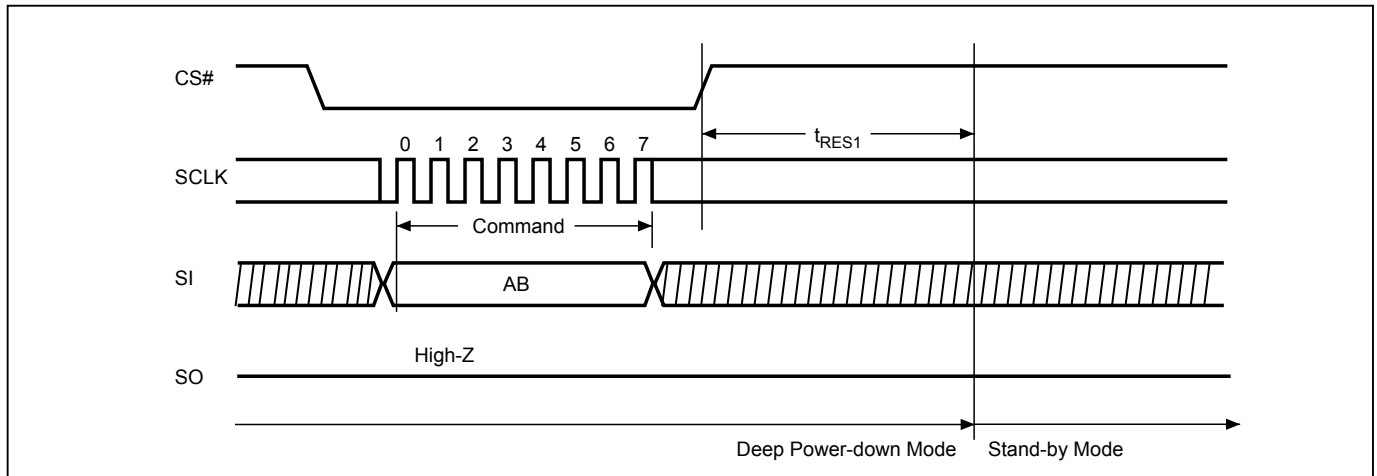 CS#
tRES1
0 1 2 3 4 5 6 7
SCLK
Command
SI
AB
High-Z
SO
Deep Power-down Mode Stand-by Mode